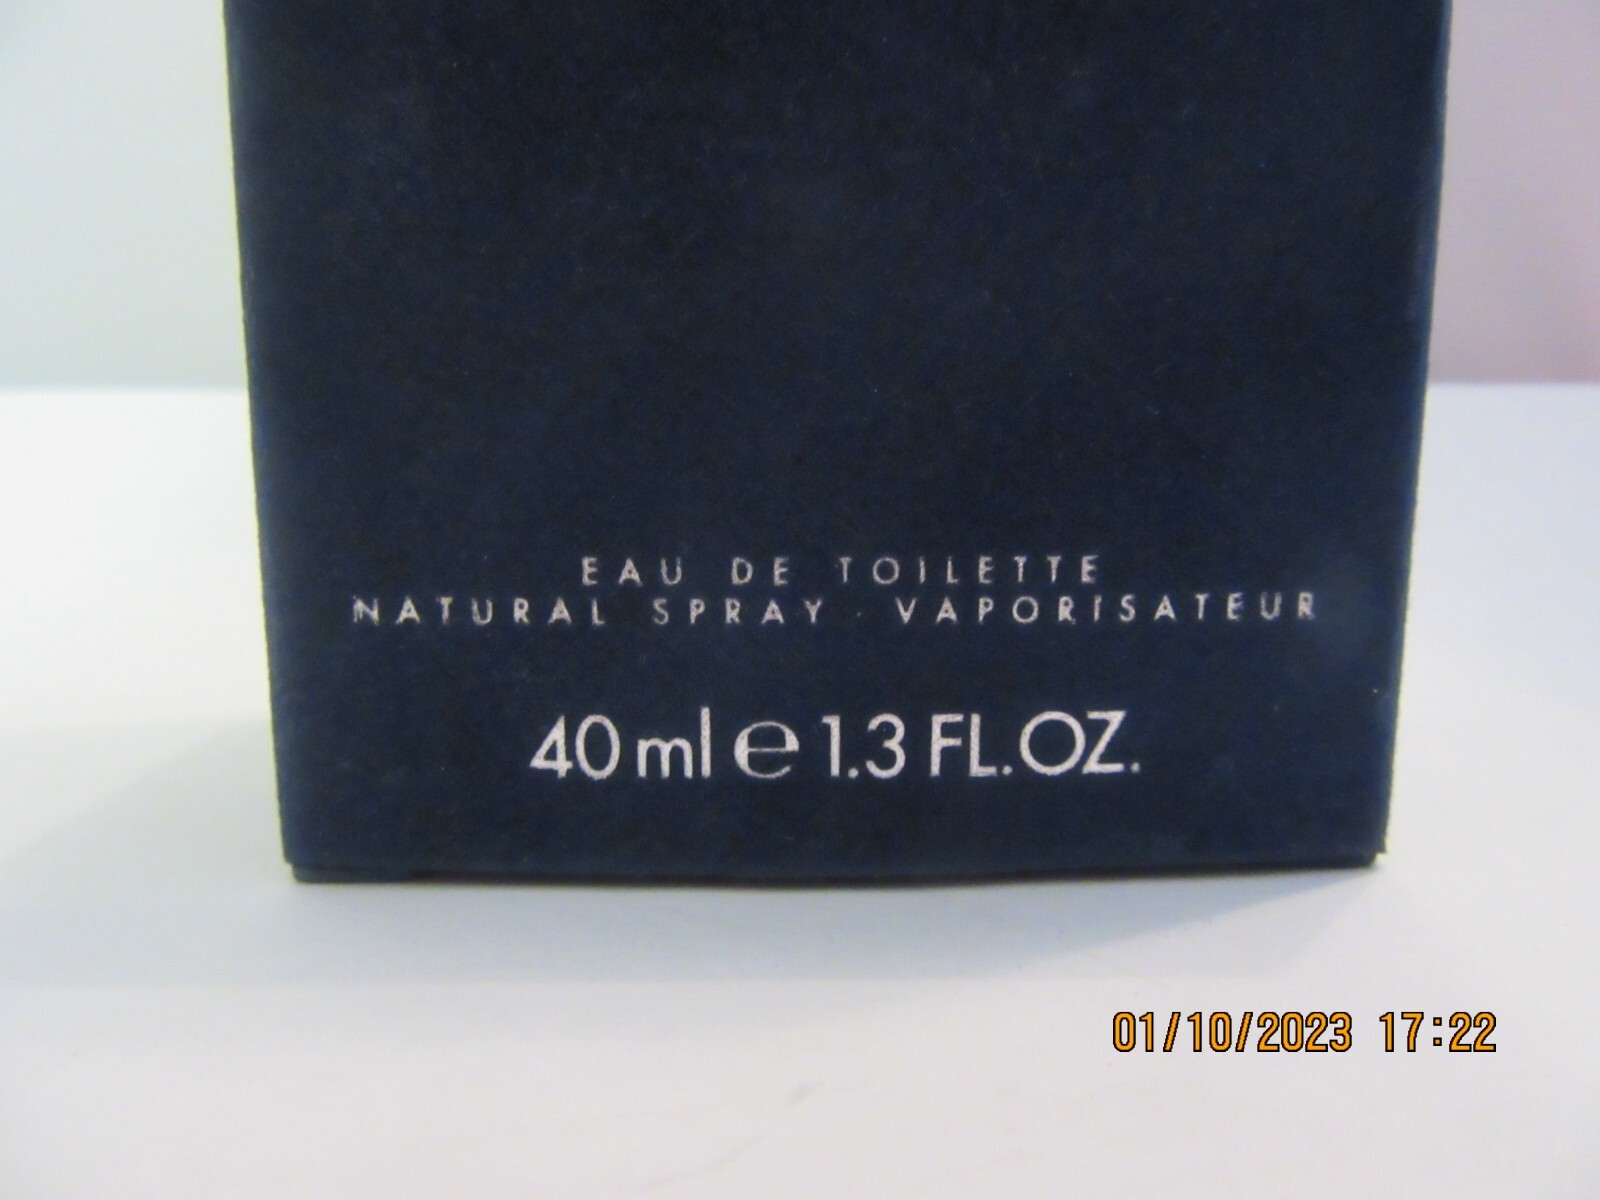 EAU DE TOILETTE
NATURAL SPRAY · VAPORISATEUR
40 ml e 1.3 FL.OZ.
01/10/2023 17:22